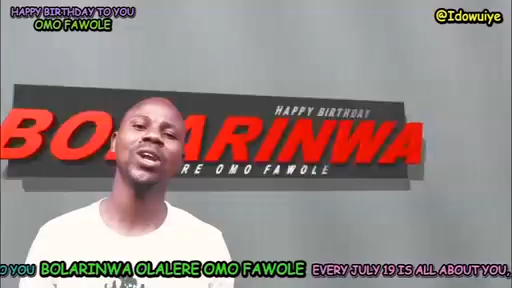 HAPPY BIRTHDAY TO YOU
OMO FAWOLE
@Idowuiye
HAPPY BIRTHDAY
BOLARINWA
RE OMO FAWOLE
O YOU BOLARINWA OLALERE OMO FAWOLE EVERY JULY 19 IS ALL ABOUT YOU,